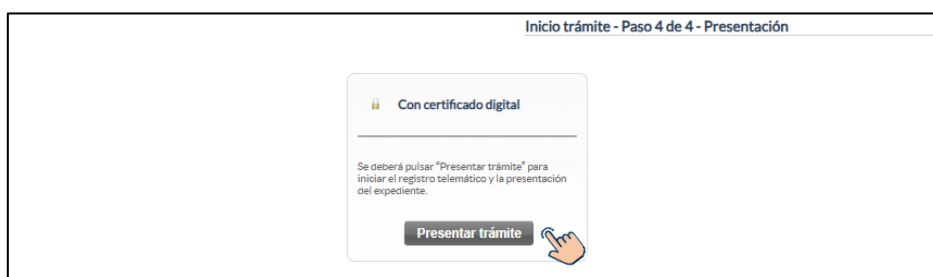 Inicio trámite - Paso 4 de 4 - Presentación
Con certificado digital
Se deberá pulsar "Presentar trámite" para
iniciar el registro telemático y la presentación
del expediente.
Presentar trámite